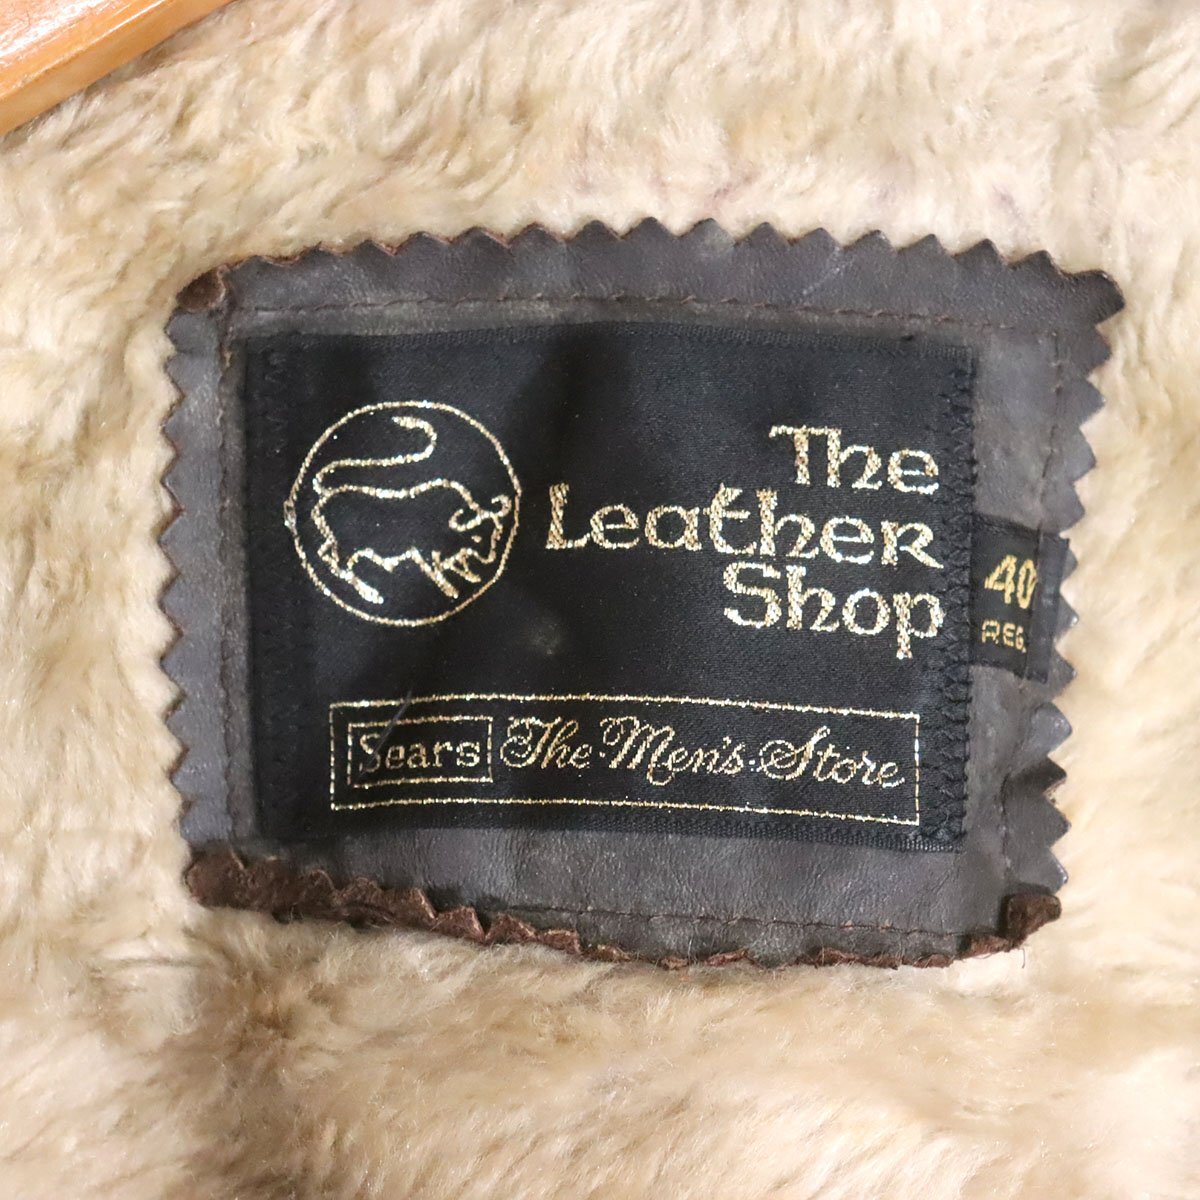 The
Leather
Shop
40
REG.
Sears The Men's Store